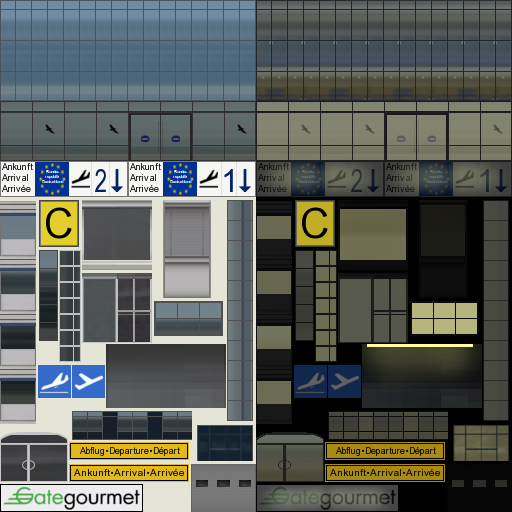 Ankunft
Arrival
Arrivée
2
Ankunft
Arrival
Arrivée
1
Ankunft
Arrival
Arrivée
2
Ankunft
Arrival
Arrivée
1
C
C
Abflug•Departure•Départ
Abflug•Departure•Départ
Ankunft•Arrival•Arrivée
Ankunft•Arrival•Arrivée
Gategourmet
Gategourmet